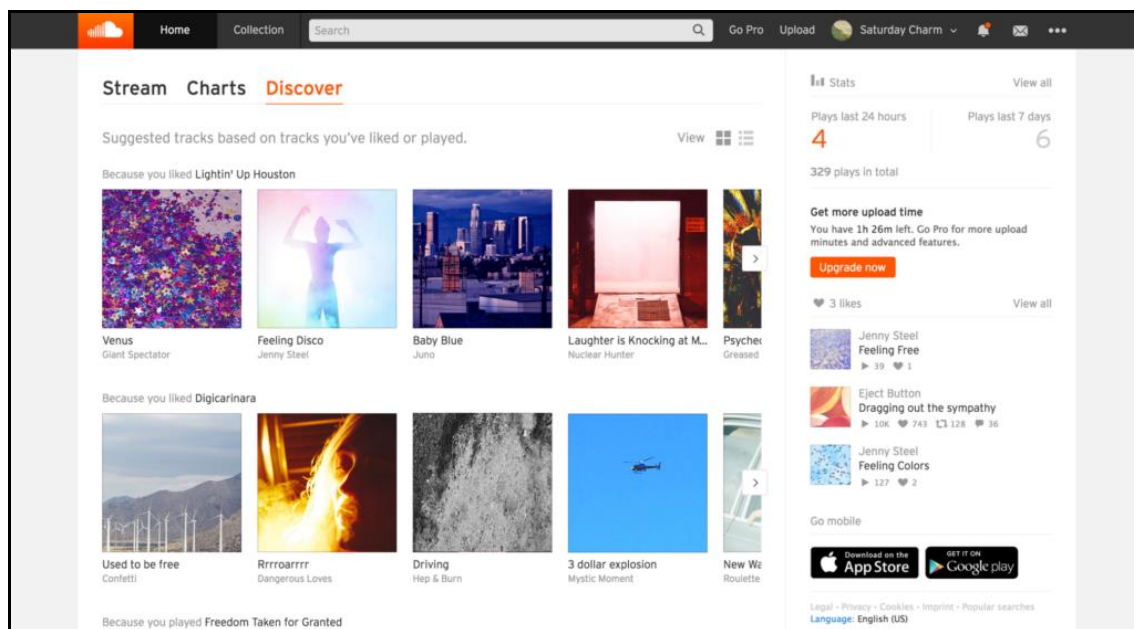 Home
Collection
Search
Go Pro
Upload
Saturday Charm
Stream Charts Discover
Suggested tracks based on tracks you've liked or played.
View
Because you liked Lightin' Up Houston
Venus
Giant Spectator
Feeling Disco
Jenny Steel
Baby Blue
Juno
Laughter is Knocking at M...
Nuclear Hunter
Psyched
Greased
Because you liked Digicarinara
Used to be free
Confetti
Rrrroarrrr
Dangerous Loves
Driving
Hep & Burn
3 dollar explosion
Mystic Moment
New Wa
Roulette
Because you played Freedom Taken for Granted
Stats
View all
Plays last 24 hours
4
Plays last 7 days
6
329 plays in total
Get more upload time
You have 1h 26m left. Go Pro for more upload
minutes and advanced features.
Upgrade now
3 likes
View all
Jenny Steel
Feeling Free
39 1
Eject Button
Dragging out the sympathy
10K 743 128 36
Jenny Steel
Feeling Colors
127 2
Go mobile
Download on the
App Store
GET IT ON
Google play
Legal - Privacy - Cookies - Imprint - Popular searches
Language: English (US)